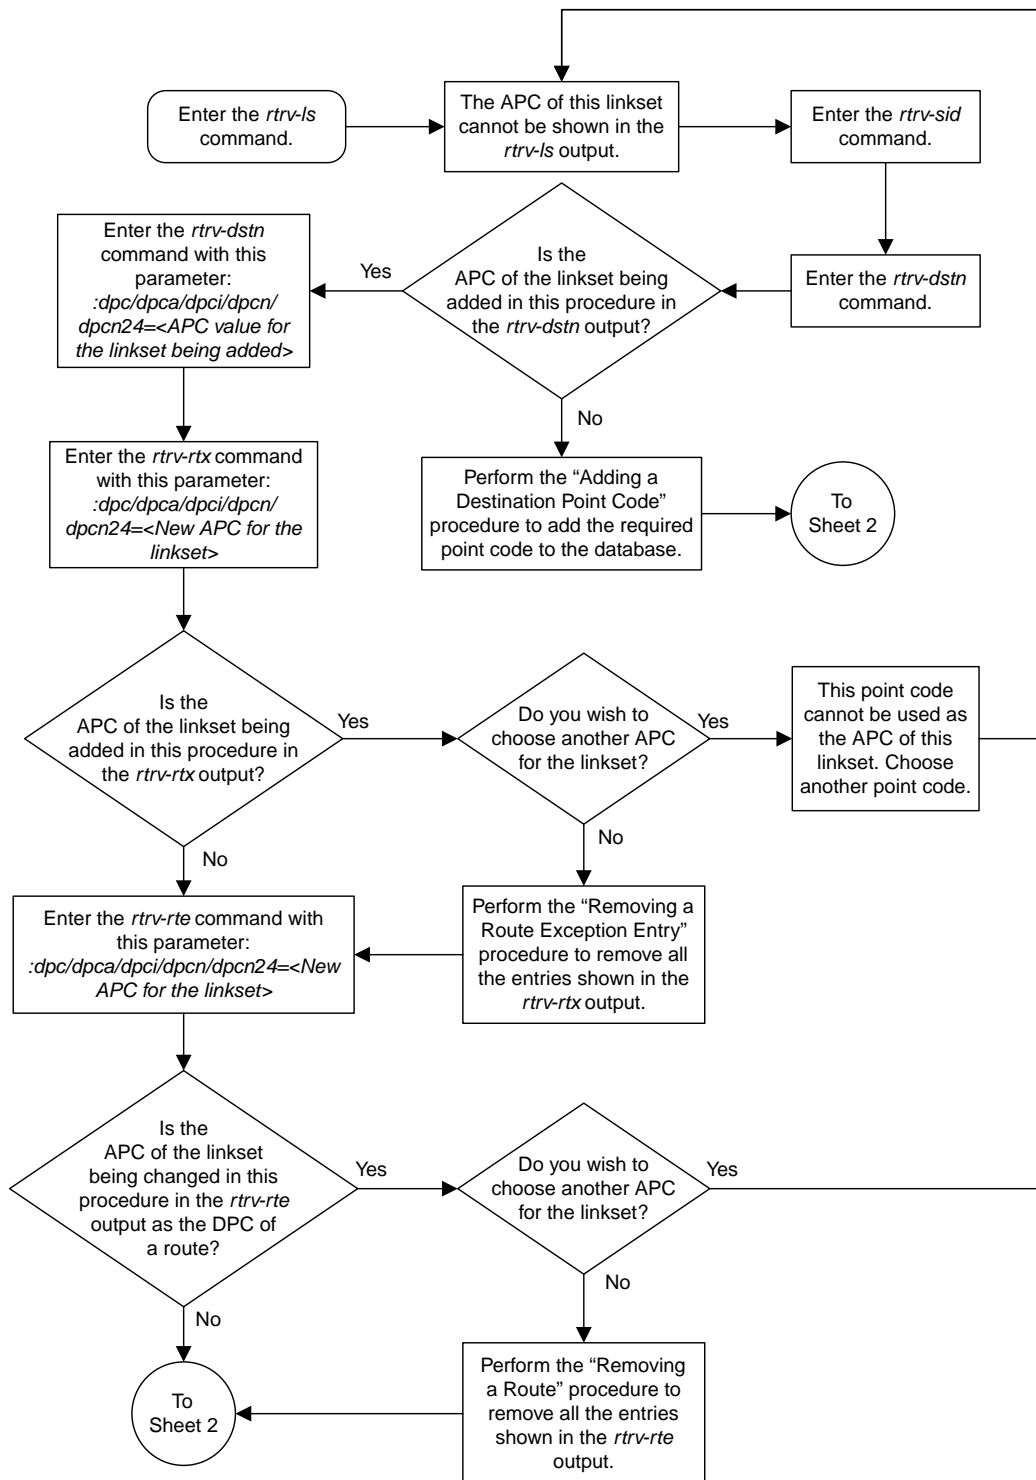 Enter the rtrv-ls
command.
The APC of this linkset
cannot be shown in the
rtrv-ls output.
Enter the rtrv-sid
command.
Enter the rtrv-dstn
command.
Is the
APC of the linkset being
added in this procedure in
the rtrv-dstn output?
Yes
No
Enter the rtrv-dstn
command with this
parameter:
:dpc/dpca/dpci/dpcn/
dpcn24=<APC value for
the linkset being added>
Enter the rtrv-rtx command
with this parameter:
:dpc/dpca/dpci/dpcn/
dpcn24=<New APC for the
linkset>
Perform the “Adding a
Destination Point Code”
procedure to add the required
point code to the database.
To
Sheet 2
Is the
APC of the linkset being
added in this procedure in
the rtrv-rtx output?
Yes
No
Do you wish to
choose another APC
for the linkset?
Yes
No
This point code
cannot be used as
the APC of this
linkset. Choose
another point code.
Enter the rtrv-rte command with
this parameter:
:dpc/dpca/dpci/dpcn/dpcn24=<New
APC for the linkset>
Perform the “Removing a
Route Exception Entry”
procedure to remove all
the entries shown in the
rtrv-rtx output.
Is the
APC of the linkset
being changed in this
procedure in the rtrv-rte
output as the DPC of
a route?
Yes
No
Do you wish to
choose another APC
for the linkset?
Yes
No
To
Sheet 2
Perform the “Removing
a Route” procedure to
remove all the entries
shown in the rtrv-rte
output.